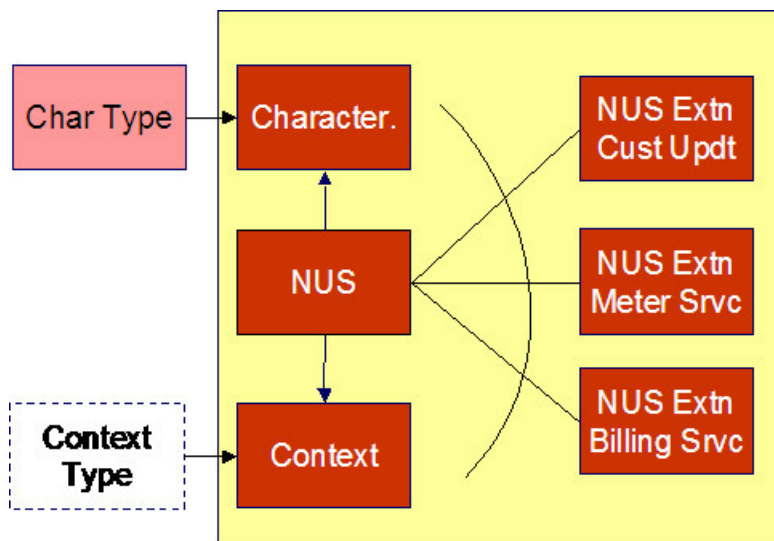 Char Type
Character.
NUS Extn
Cust Updt
NUS
NUS Extn
Meter Srvc
Context
Type
Context
NUS Extn
Billing Srvc